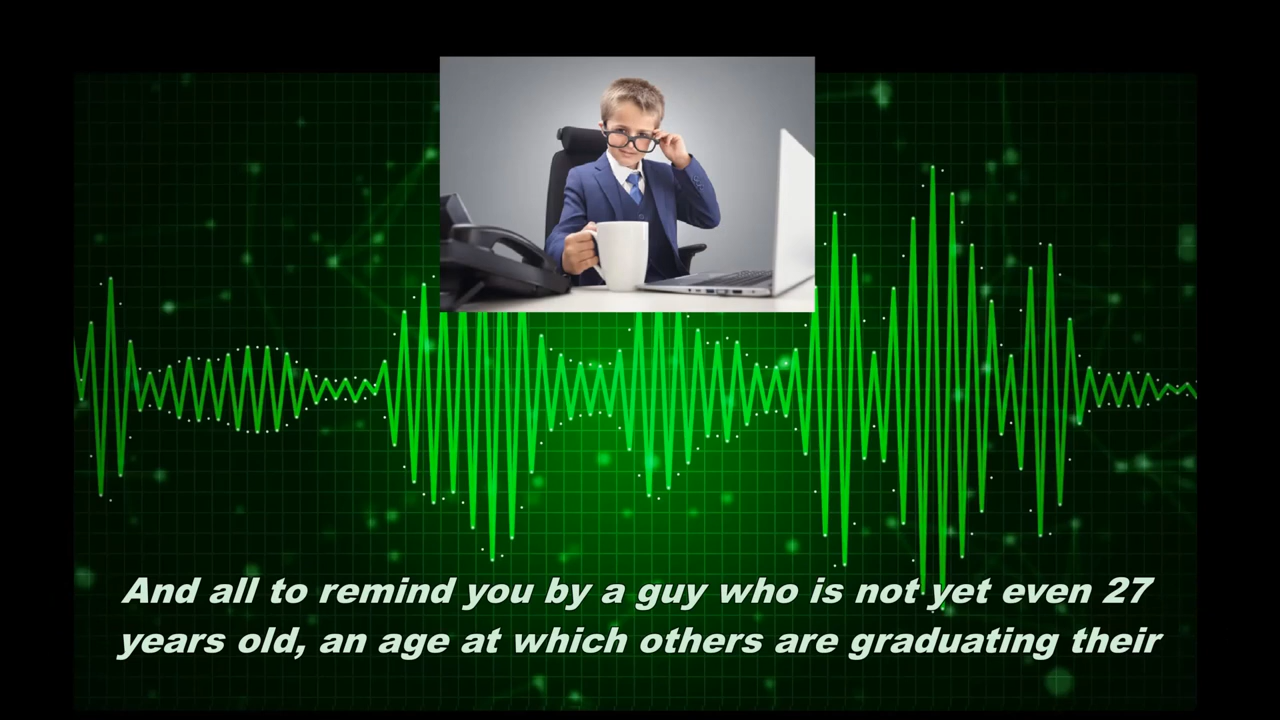 And all to remind you by a guy who is not yet even 27
years old, an age at which others are graduating their